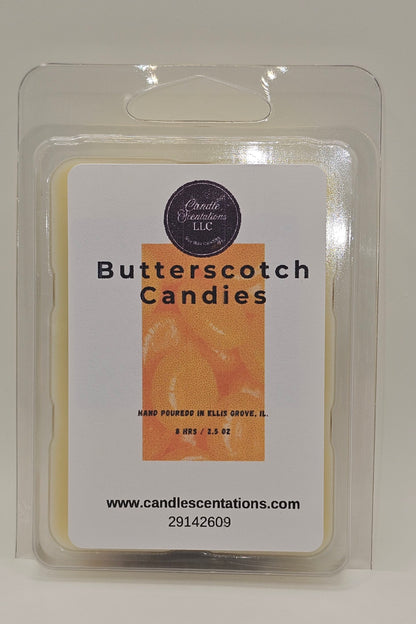 Candle
Scentations
LLC
Butterscotch
Candies
HAND POUREDD IN ELLIS GROVE, IL.
8 HRS / 2.5 OZ
www.candlescentations.com
29142609